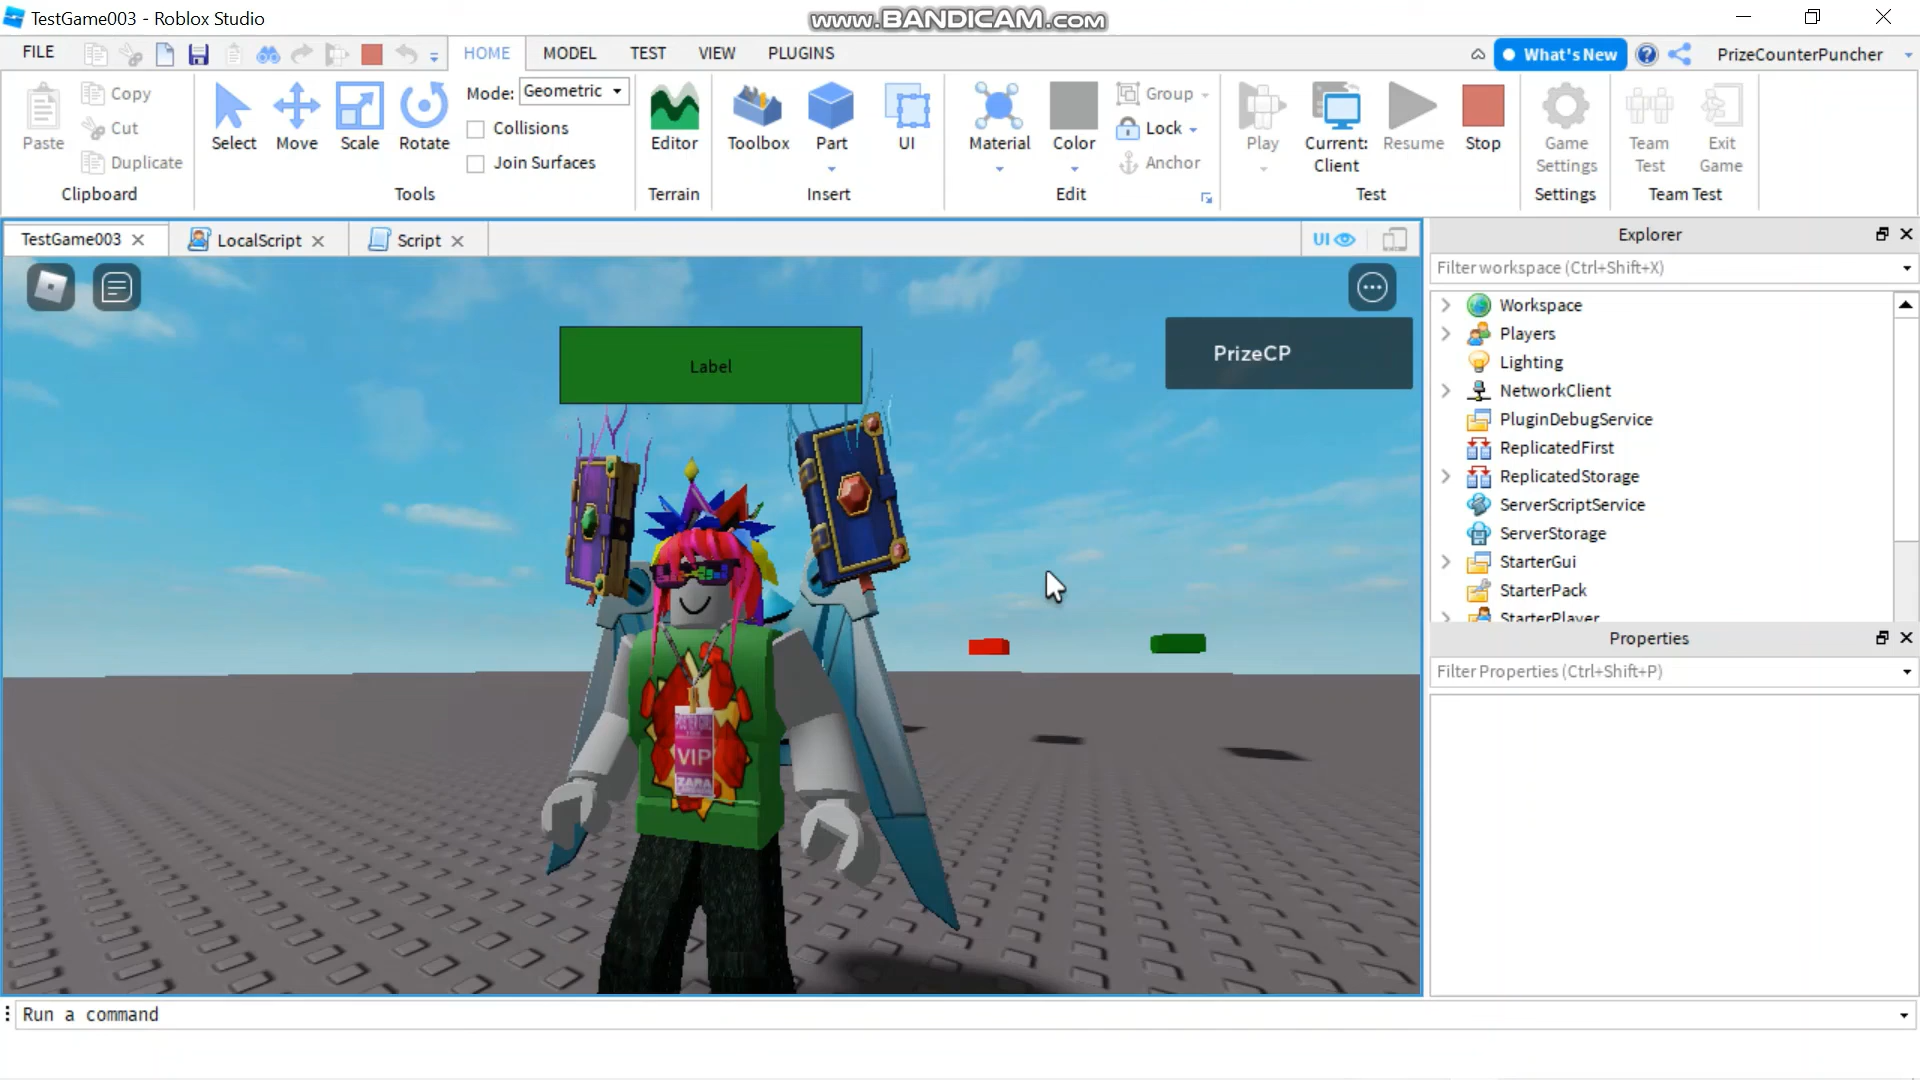 TestGame003 - Roblox Studio
www.BANDICAM.com
FILE
HOME
MODEL
TEST
VIEW
PLUGINS
What's New
PrizeCounterPuncher
Paste
Copy
Cut
Duplicate
Clipboard
Select
Move
Scale
Rotate
Mode: Geometric
Collisions
Join Surfaces
Tools
Editor
Terrain
Toolbox
Part
UI
Insert
Material
Color
Group
Lock
Anchor
Edit
Play
Current:
Client
Resume
Stop
Test
Game
Settings
Settings
Team
Test
Exit
Game
Team Test
TestGame003
LocalScript
Script
UI
Label
PrizeCP
VIP
ZARA
Explorer
Filter workspace (Ctrl+Shift+X)
Workspace
Players
Lighting
NetworkClient
PluginDebugService
ReplicatedFirst
ReplicatedStorage
ServerScriptService
ServerStorage
StarterGui
StarterPack
StarterPlayer
Properties
Filter Properties (Ctrl+Shift+P)
Run a command